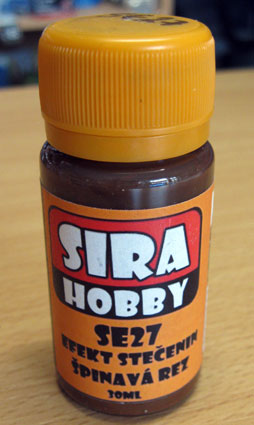 SIRA
HOBBY
SE27
EFEKT STEČENIN
ŠPINAVÁ REZ
30ML